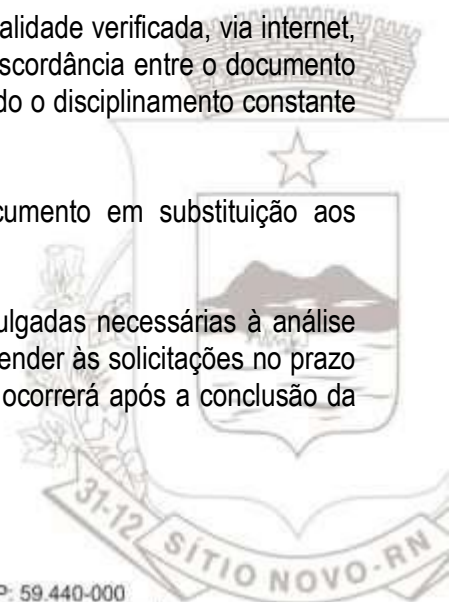 alidade verificada, via internet,
scordância entre o documento
do o disciplinamento constante
cumento em substituição aos
ulgadas necessárias à análise
ender às solicitações no prazo
ocorrerá após a conclusão da
31-12
SÍTIO NOVO-RN
P: 59.440-000